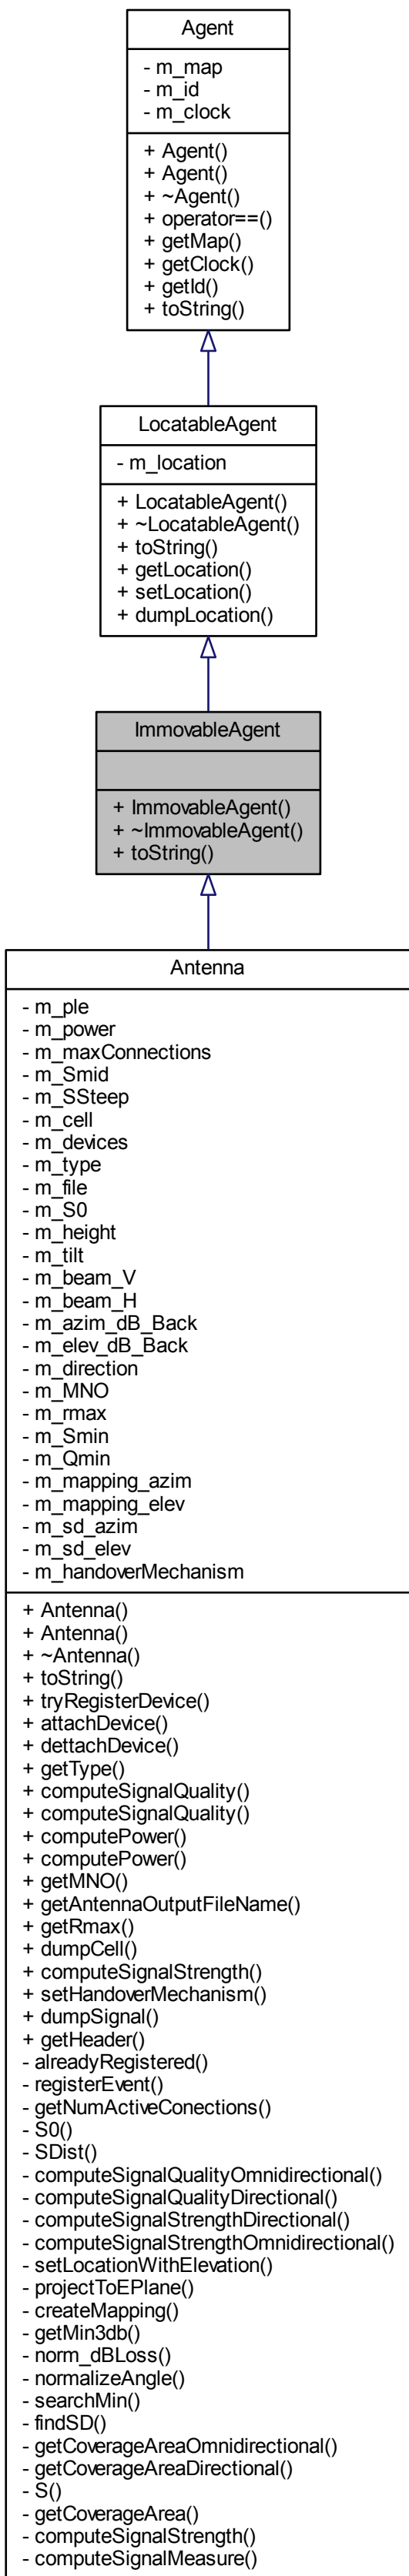 Agent
- m_map
- m_id
- m_clock
+ Agent()
+ Agent()
+ ~Agent()
+ operator==()
+ getMap()
+ getClock()
+ getId()
+ toString()
LocatableAgent
- m_location
+ LocatableAgent()
+ ~LocatableAgent()
+ toString()
+ getLocation()
+ setLocation()
+ dumpLocation()
ImmovableAgent
+ ImmovableAgent()
+ ~ImmovableAgent()
+ toString()
Antenna
- m_ple
- m_power
- m_maxConnections
- m_Smid
- m_SSteep
- m_cell
- m_devices
- m_type
- m_file
- m_S0
- m_height
- m_tilt
- m_beam_V
- m_beam_H
- m_azim_dB_Back
- m_elev_dB_Back
- m_direction
- m_MNO
- m_rmax
- m_Smin
- m_Qmin
- m_mapping_azim
- m_mapping_elev
- m_sd_azim
- m_sd_elev
- m_handoverMechanism
+ Antenna()
+ Antenna()
+ ~Antenna()
+ toString()
+ tryRegisterDevice()
+ attachDevice()
+ dettachDevice()
+ getType()
+ computeSignalQuality()
+ computeSignalQuality()
+ computePower()
+ computePower()
+ getMNO()
+ getAntennaOutputFileName()
+ getRmax()
+ dumpCell()
+ computeSignalStrength()
+ setHandoverMechanism()
+ dumpSignal()
+ getHeader()
- alreadyRegistered()
- registerEvent()
- getNumActiveConections()
- S0()
- SDist()
- computeSignalQualityOmnidirectional()
- computeSignalQualityDirectional()
- computeSignalStrengthDirectional()
- computeSignalStrengthOmnidirectional()
- setLocationWithElevation()
- projectToEPlane()
- createMapping()
- getMin3db()
- norm_dBLoss()
- normalizeAngle()
- searchMin()
- findSD()
- getCoverageAreaOmnidirectional()
- getCoverageAreaDirectional()
- S()
- getCoverageArea()
- computeSignalStrength()
- computeSignalMeasure()